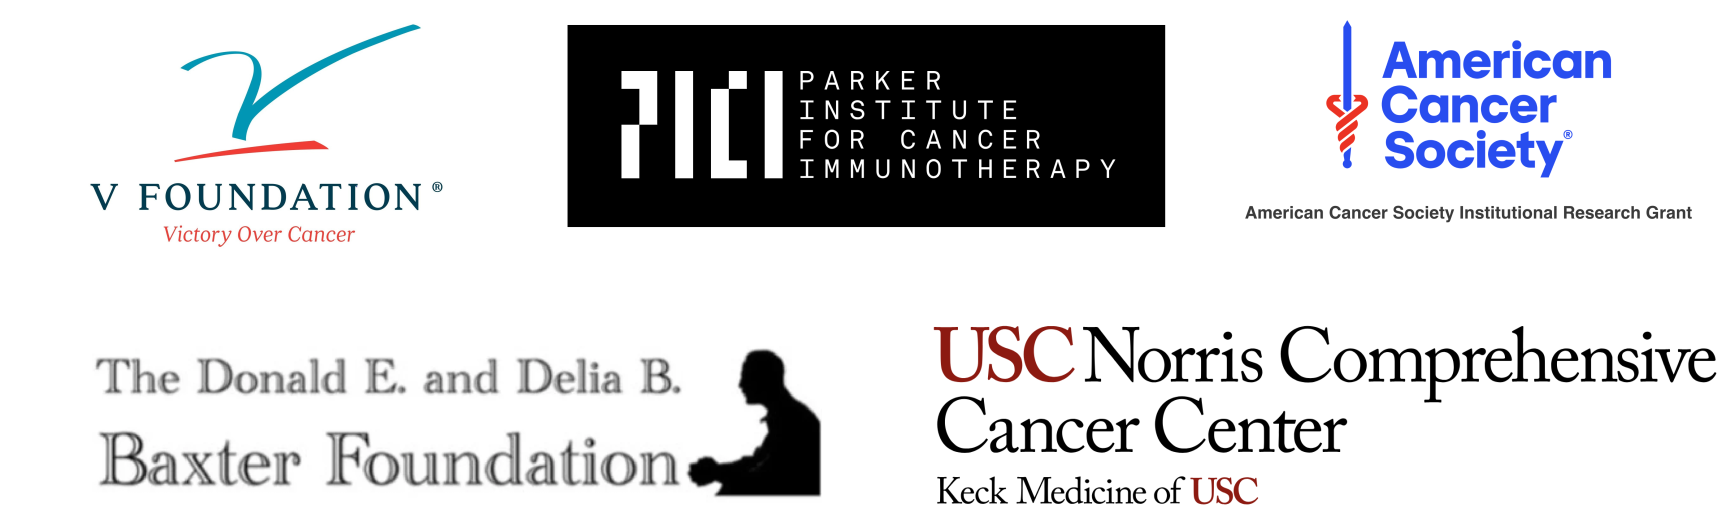 V FOUNDATION®
Victory Over Cancer
PICI
PARKER
INSTITUTE
FOR CANCER
IMMUNOTHERAPY
American
Cancer
Society®
American Cancer Society Institutional Research Grant
The Donald E. and Delia B.
Baxter Foundation
USC Norris Comprehensive
Cancer Center
Keck Medicine of USC